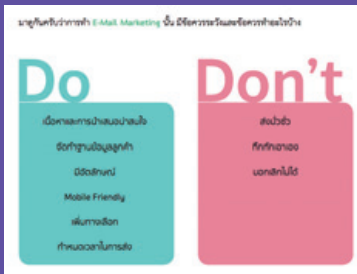 มาดูกันครับว่าการทำ E-Mail Marketing นั้น มีข้อควรระวังและข้อควรทำอะไรบ้าง
Do
เนื้อหาและการนำเสนอน่าสนใจ
จัดทำฐานข้อมูลลูกค้า
มีอัตลักษณ์
Mobile Friendly
เพิ่มทางเลือก
กำหนดเวลาในการส่ง
Don't
ส่งมั่วซั่ว
ทึกทักเอาเอง
บอกเลิกไม่ได้